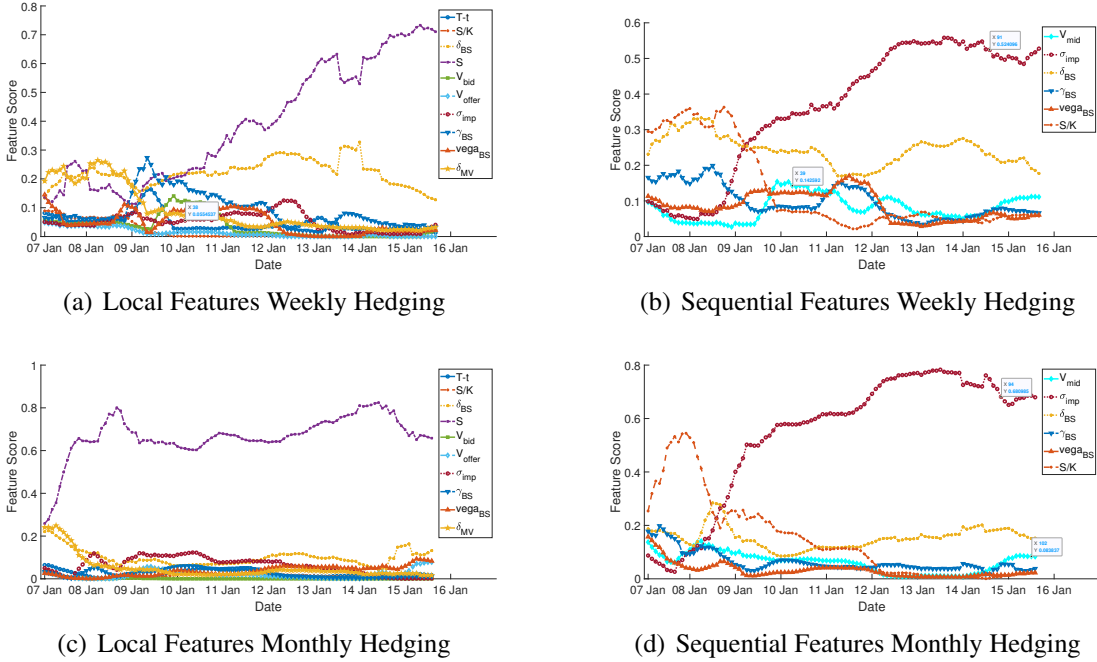 0.8
0.7
0.6
0.5
0.4
0.3
0.2
0.1
0
Feature Score
07 Jan 08 Jan 09 Jan 10 Jan 11 Jan 12 Jan 13 Jan 14 Jan 15 Jan 16 Jan
Date
T-t
S/K
δBS
S
Vbid
Voffer
σimp
γBS
vegaBS
δMV
X 38
(a) Local Features Weekly Hedging
0.6
0.5
0.4
0.3
0.2
0.1
0
Feature Score
07 Jan 08 Jan 09 Jan 10 Jan 11 Jan 12 Jan 13 Jan 14 Jan 15 Jan 16 Jan
Date
Vmid
σimp
δBS
γBS
vegaBS
S/K
X 91
X 39
(b) Sequential Features Weekly Hedging
1
0.8
0.6
0.4
0.2
0
Feature Score
07 Jan 08 Jan 09 Jan 10 Jan 11 Jan 12 Jan 13 Jan 14 Jan 15 Jan 16 Jan
Date
T-t
S/K
δBS
S
Vbid
Voffer
σimp
γBS
vegaBS
δMV
(c) Local Features Monthly Hedging
0.8
0.6
0.4
0.2
0
Feature Score
07 Jan 08 Jan 09 Jan 10 Jan 11 Jan 12 Jan 13 Jan 14 Jan 15 Jan 16 Jan
Date
Vmid
σimp
δBS
γBS
vegaBS
S/K
X 94
X 102
(d) Sequential Features Monthly Hedging